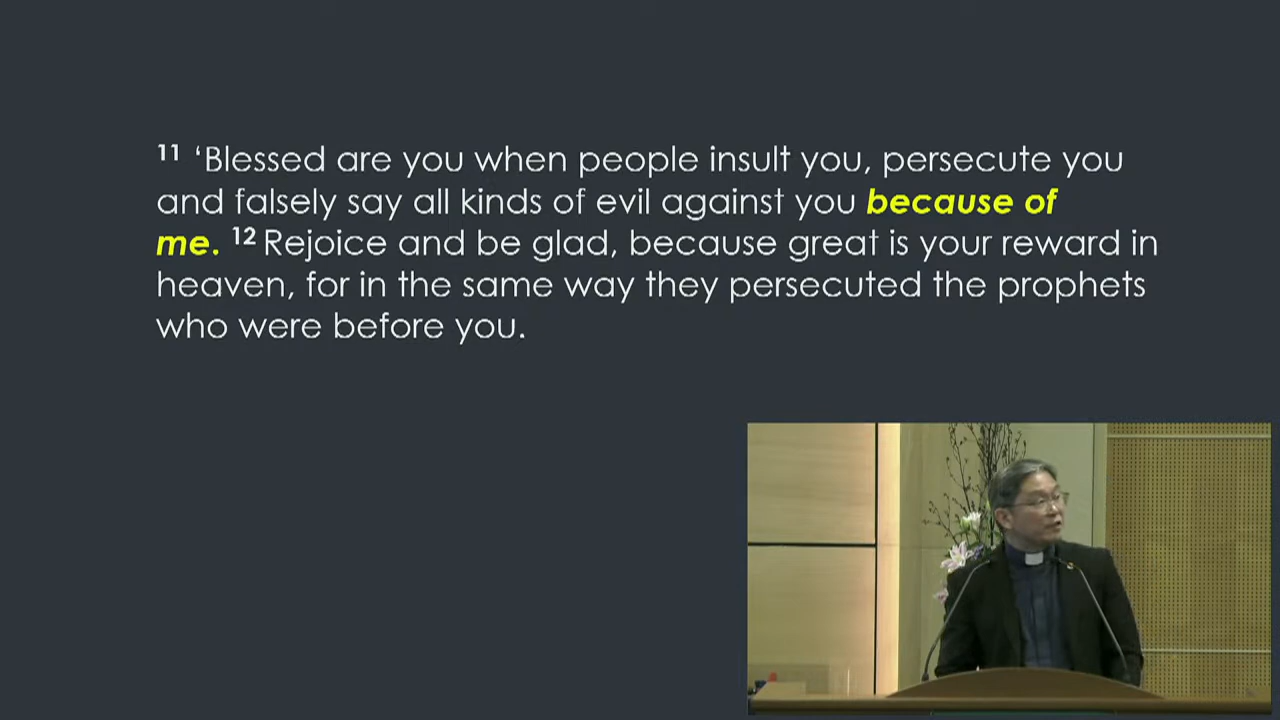 11 ‘Blessed are you when people insult you, persecute you
and falsely say all kinds of evil against you because of
me. 12 Rejoice and be glad, because great is your reward in
heaven, for in the same way they persecuted the prophets
who were before you.